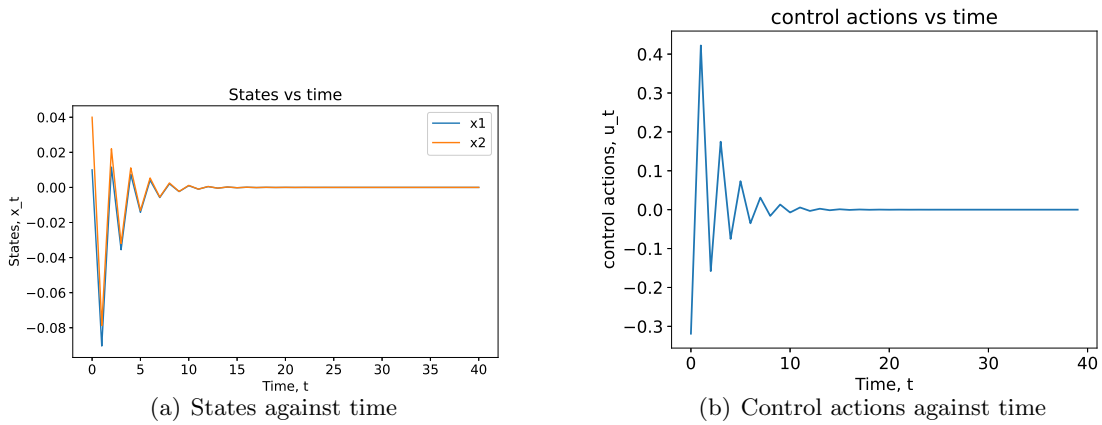 States vs time
0.04
0.02
0.00
−0.02
−0.04
−0.06
−0.08
States, x_t
x1
x2
0 5 10 15 20 25 30 35 40
Time, t
(a) States against time
control actions vs time
0.4
0.3
0.2
0.1
0.0
−0.1
−0.2
−0.3
control actions, u_t
0 10 20 30 40
Time, t
(b) Control actions against time